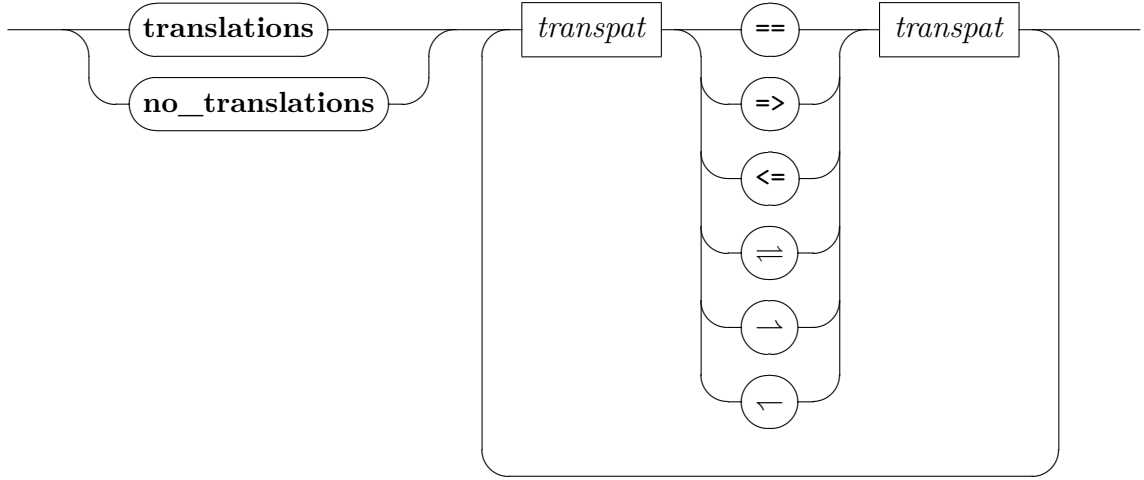 translations transpat == transpat
no_translations =>
<=
⇌
⇀
↽